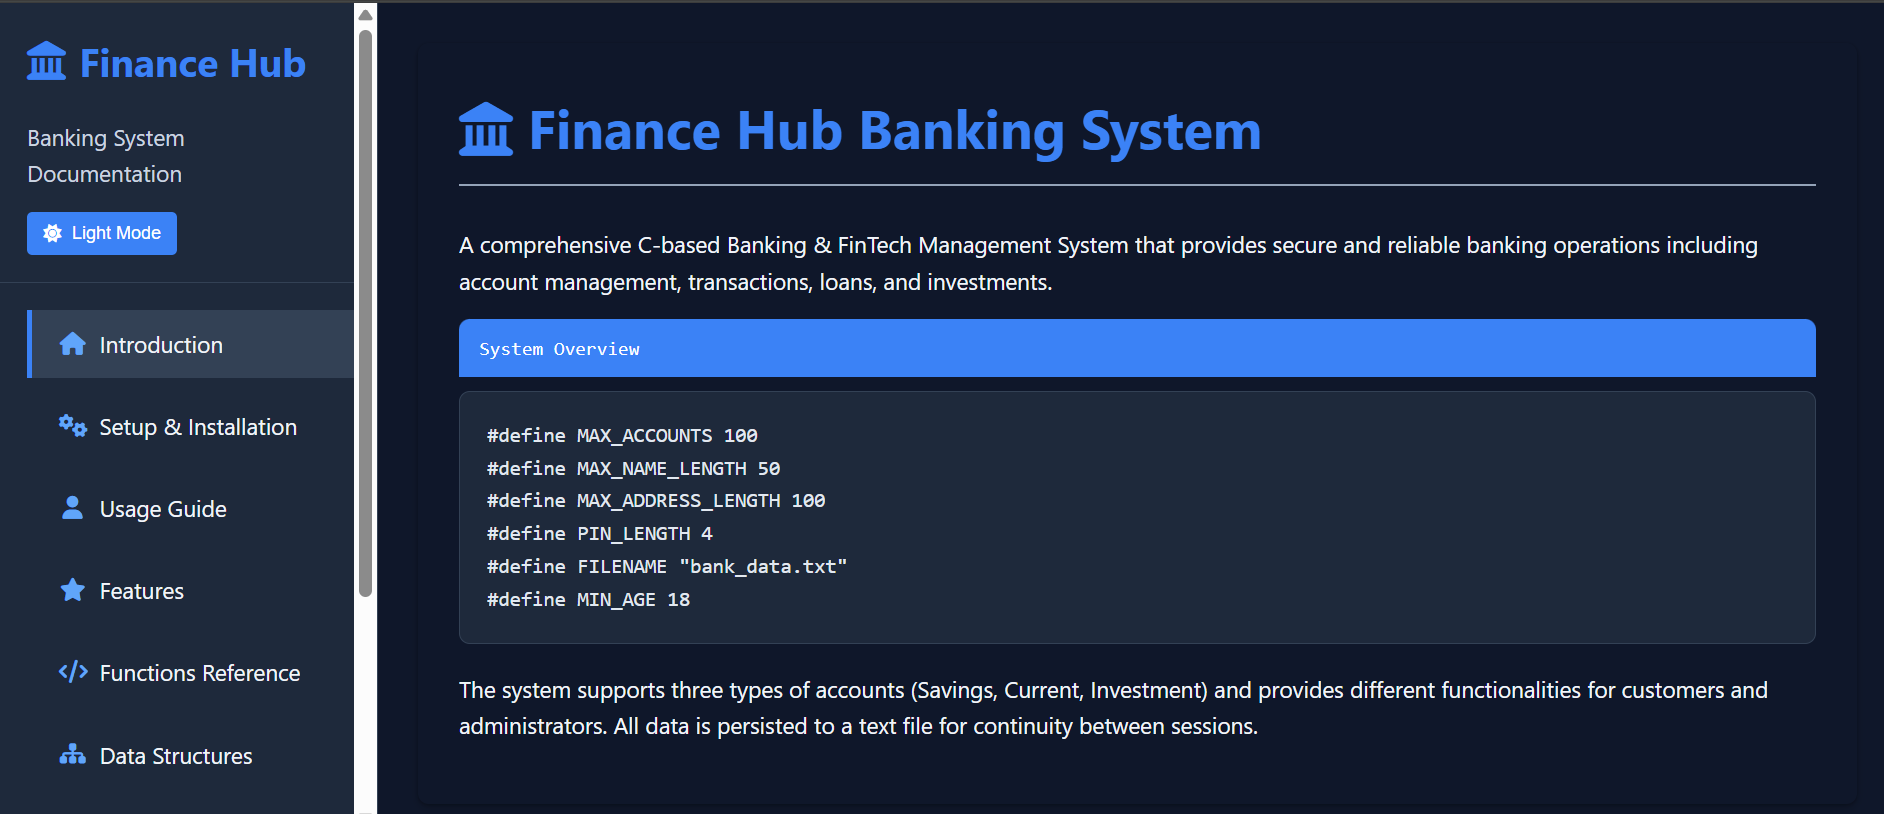 Finance Hub
Banking System
Documentation
Light Mode
Introduction
Setup & Installation
Usage Guide
Features
Functions Reference
Data Structures
Finance Hub Banking System
A comprehensive C-based Banking & FinTech Management System that provides secure and reliable banking operations including
account management, transactions, loans, and investments.
System Overview
#define MAX_ACCOUNTS 100
#define MAX_NAME_LENGTH 50
#define MAX_ADDRESS_LENGTH 100
#define PIN_LENGTH 4
#define FILENAME "bank_data.txt"
#define MIN_AGE 18
The system supports three types of accounts (Savings, Current, Investment) and provides different functionalities for customers and
administrators. All data is persisted to a text file for continuity between sessions.